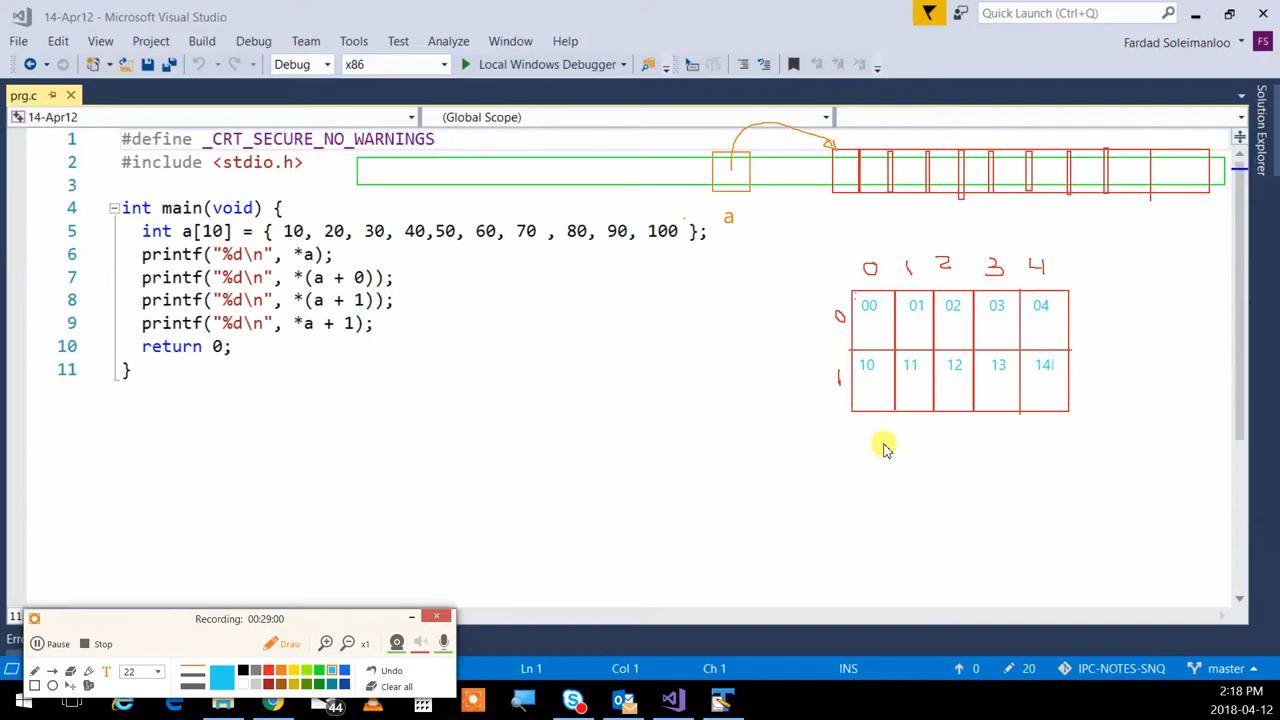 14-Apr12 - Microsoft Visual Studio
Quick Launch (Ctrl+Q)
File Edit View Project Build Debug Team Tools Test Analyze Window Help
Fardad Soleimanloo FS
Debug x86 Local Windows Debugger
prg.c
14-Apr12 (Global Scope)
Solution Explorer
1 #define _CRT_SECURE_NO_WARNINGS
2 #include <stdio.h>
3
4 int main(void) {
5 int a[10] = { 10, 20, 30, 40,50, 60, 70 , 80, 90, 100 };
6 printf("%d\n", *a);
7 printf("%d\n", *(a + 0));
8 printf("%d\n", *(a + 1));
9 printf("%d\n", *a + 1);
10 return 0;
11 }
a
0 1 2 3 4
0 00 01 02 03 04
1 10 11 12 13 14
Recording: 00:29:00
Pause Stop Draw x1
T 22 Undo
Clear all
Ln 1 Col 1 Ch 1 INS 0 20 IPC-NOTES-SNQ master
44
2:18 PM
2018-04-12